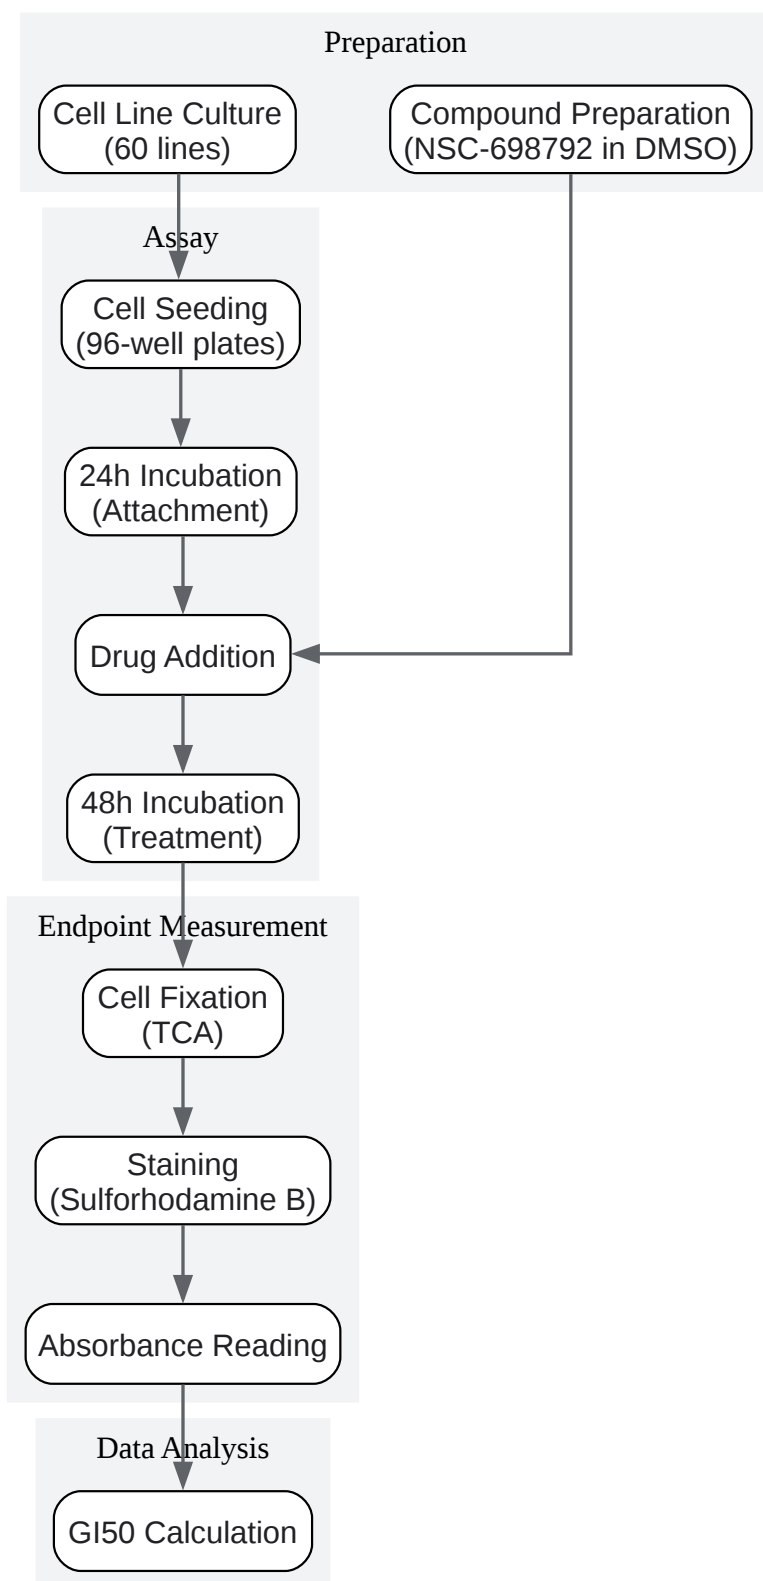 Preparation
Cell Line Culture
(60 lines)
Compound Preparation
(NSC-698792 in DMSO)
Assay
Cell Seeding
(96-well plates)
24h Incubation
(Attachment)
Drug Addition
48h Incubation
(Treatment)
Endpoint Measurement
Cell Fixation
(TCA)
Staining
(Sulforhodamine B)
Absorbance Reading
Data Analysis
GI50 Calculation